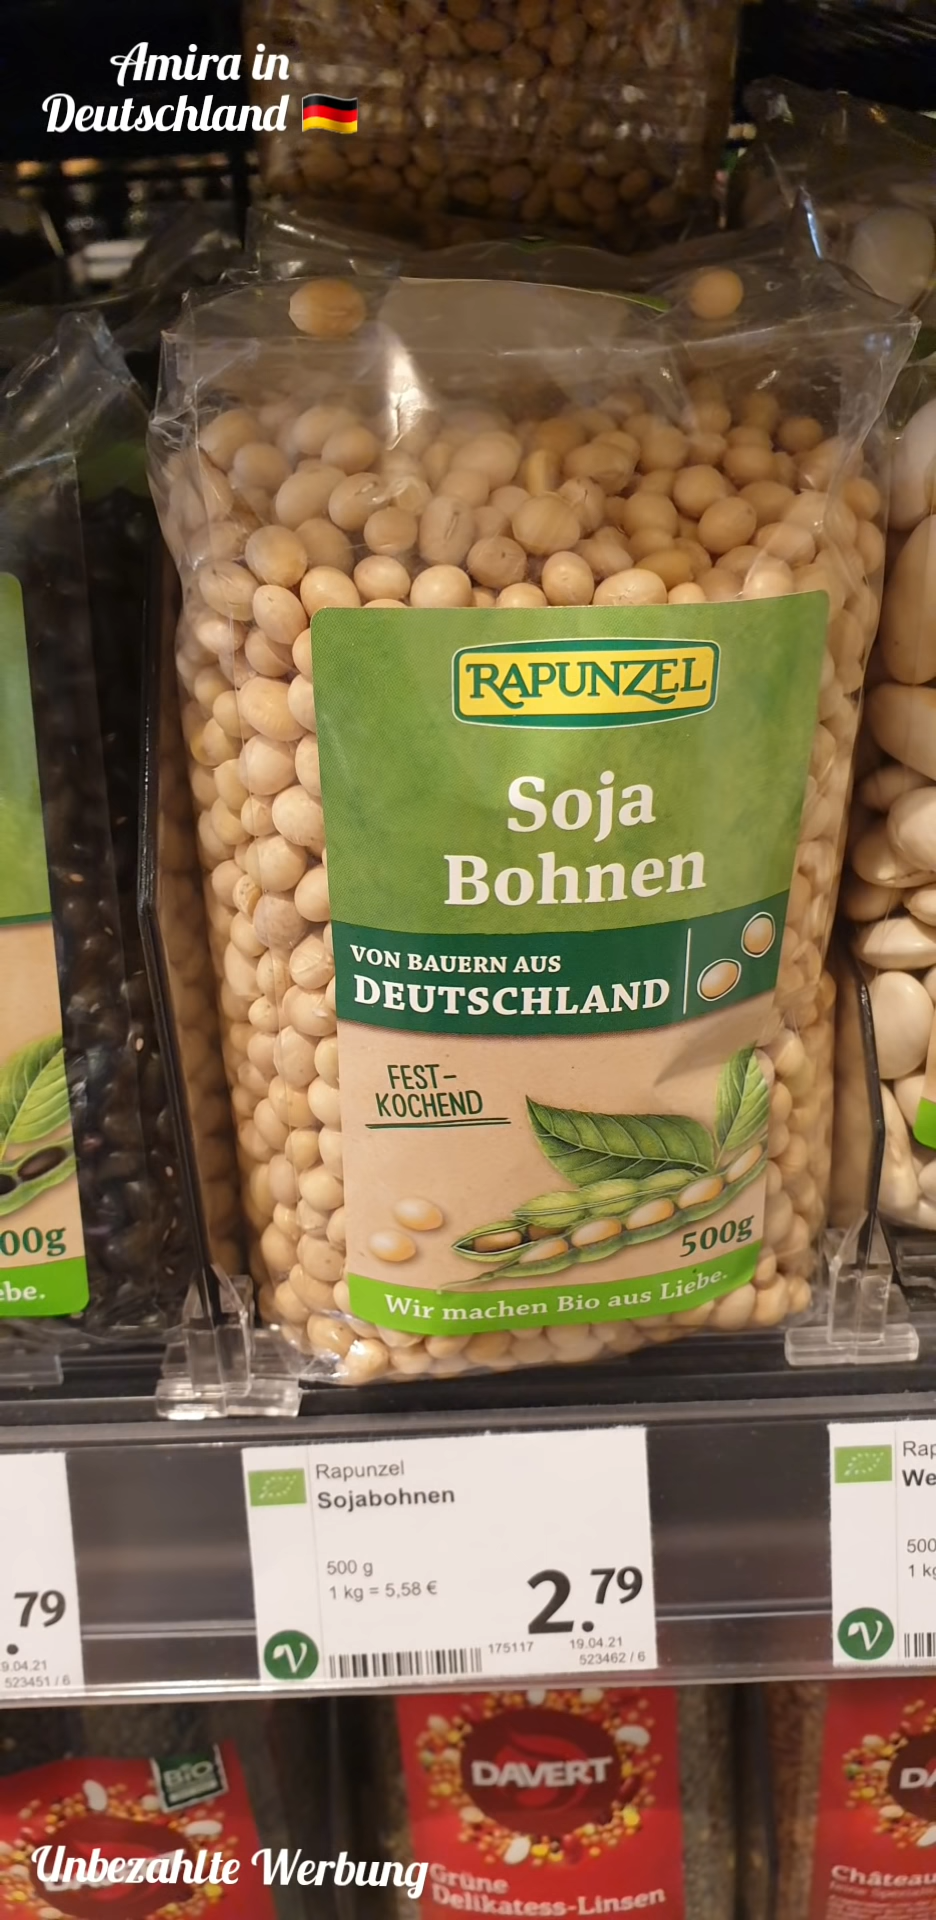 Amira in
Deutschland
RAPUNZEL
Soja
Bohnen
VON BAUERN AUS
DEUTSCHLAND
FEST-
KOCHEND
500g
Wir machen Bio aus Liebe.
00g
ebe.
Rapunzel
Sojabohnen
500 g
1 kg = 5,58 €
2.79
175117
19.04.21
523462 / 6
.79
9.04.21
523451 / 6
Rap
We
500
1 kg
BIO
DAVERT
DA
Unbezahlte Werbung
Grüne
Delikatess-Linsen
Château